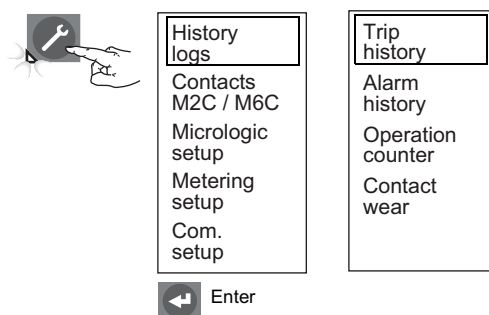 History
logs
Contacts
M2C / M6C
Micrologic
setup
Metering
setup
Com.
setup
Enter
Trip
history
Alarm
history
Operation
counter
Contact
wear